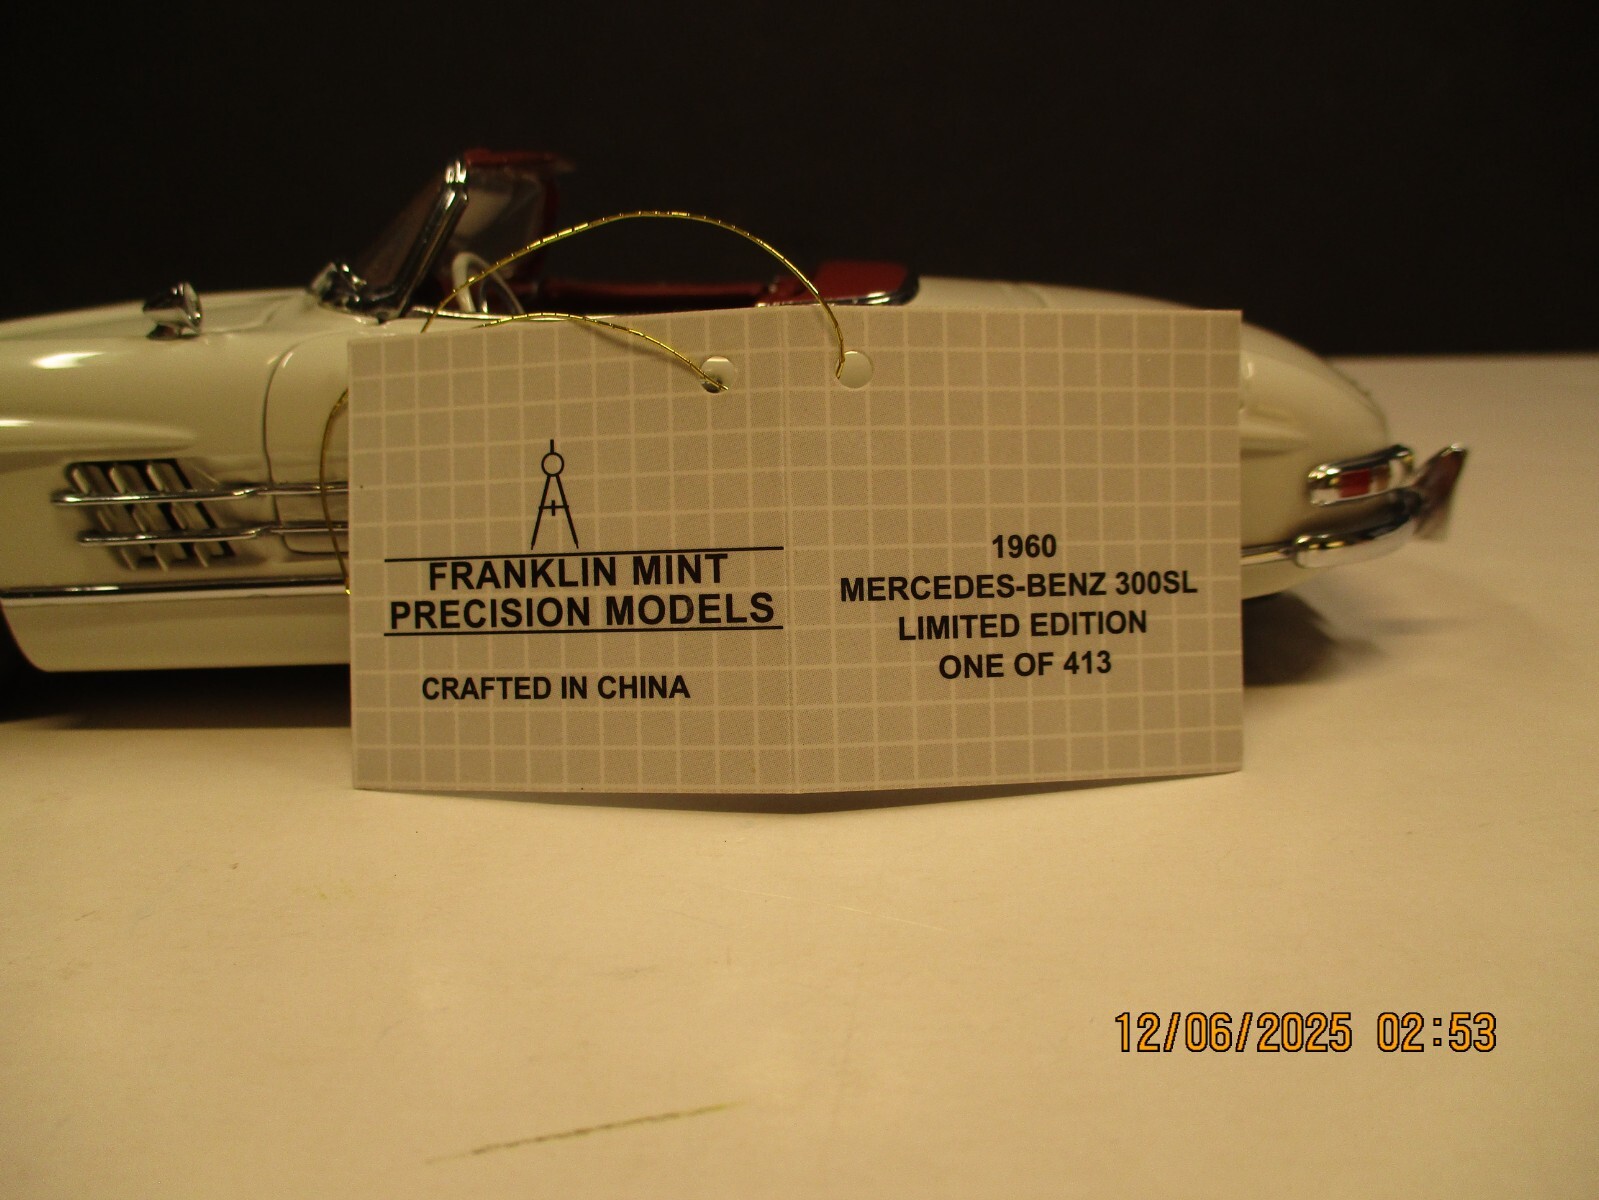 FRANKLIN MINT
PRECISION MODELS
CRAFTED IN CHINA
1960
MERCEDES-BENZ 300SL
LIMITED EDITION
ONE OF 413
12/06/2025 02:53